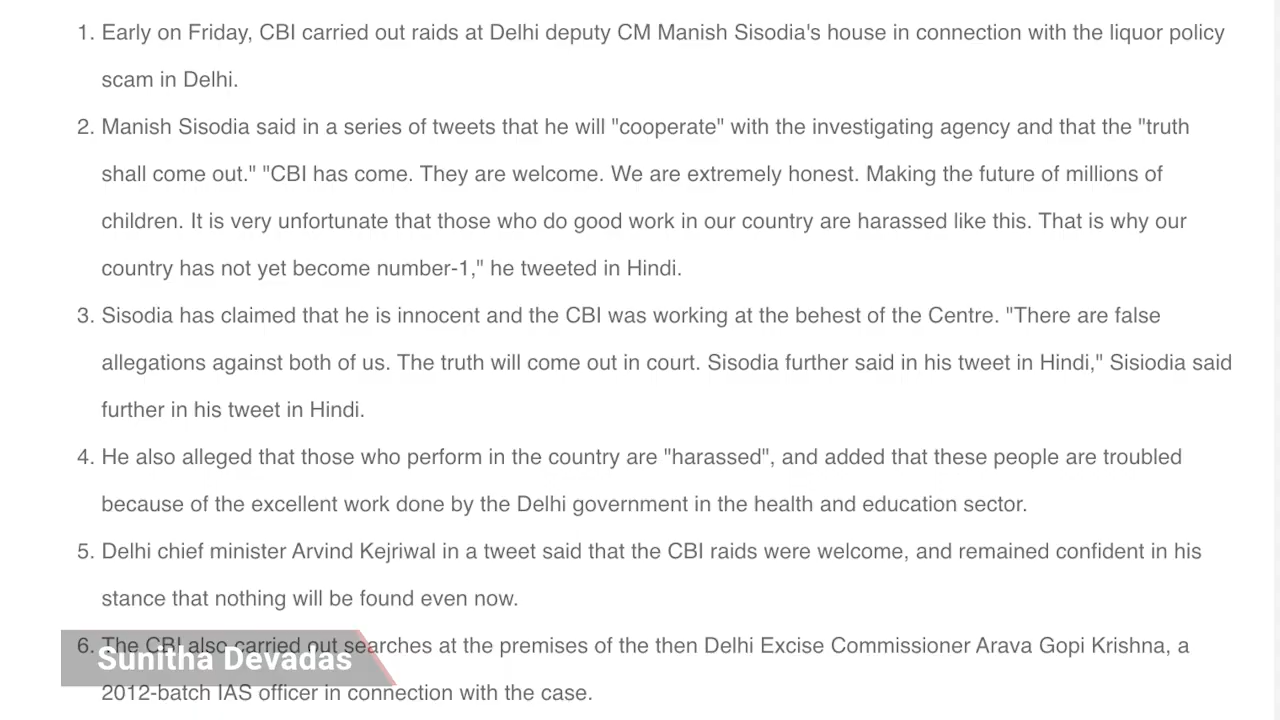 1. Early on Friday, CBI carried out raids at Delhi deputy CM Manish Sisodia's house in connection with the liquor policy
scam in Delhi.
2. Manish Sisodia said in a series of tweets that he will "cooperate" with the investigating agency and that the "truth
shall come out." "CBI has come. They are welcome. We are extremely honest. Making the future of millions of
children. It is very unfortunate that those who do good work in our country are harassed like this. That is why our
country has not yet become number-1," he tweeted in Hindi.
3. Sisodia has claimed that he is innocent and the CBI was working at the behest of the Centre. "There are false
allegations against both of us. The truth will come out in court. Sisodia further said in his tweet in Hindi," Sisiodia said
further in his tweet in Hindi.
4. He also alleged that those who perform in the country are "harassed", and added that these people are troubled
because of the excellent work done by the Delhi government in the health and education sector.
5. Delhi chief minister Arvind Kejriwal in a tweet said that the CBI raids were welcome, and remained confident in his
stance that nothing will be found even now.
6. The CBI also carried out searches at the premises of the then Delhi Excise Commissioner Arava Gopi Krishna, a
Sunitha Devadas
2012-batch IAS officer in connection with the case.